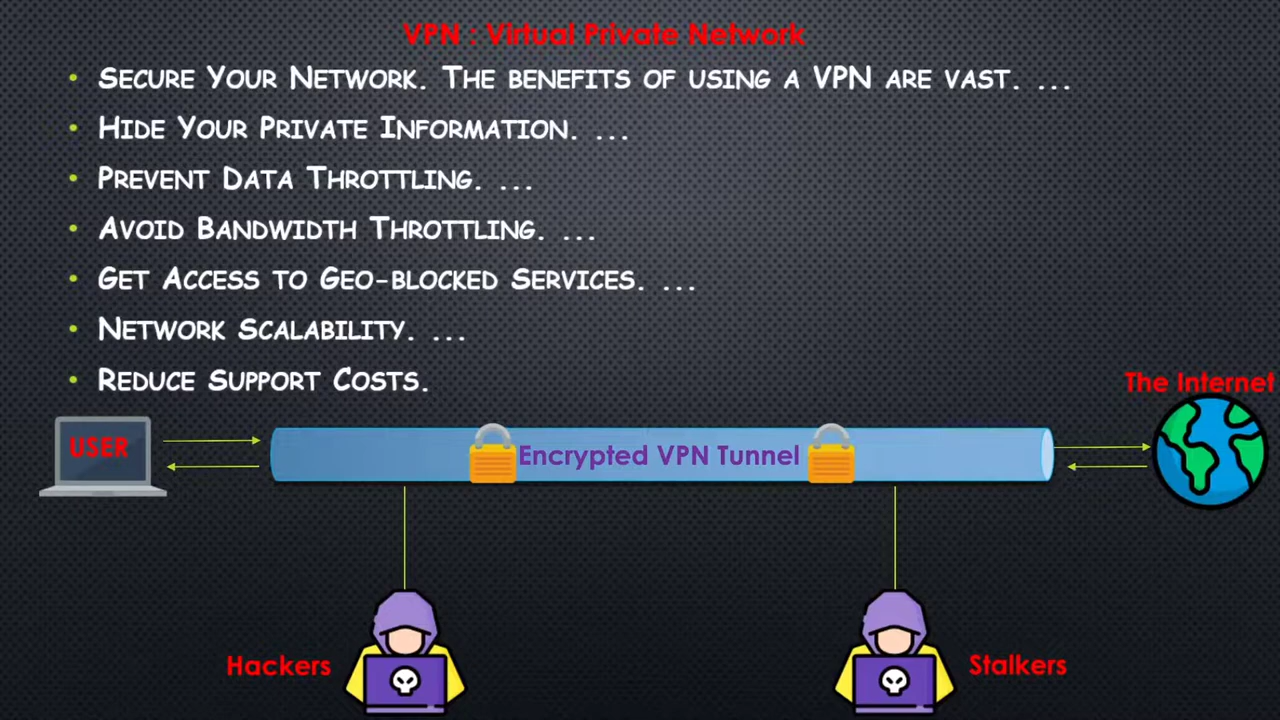 VPN : Virtual Private Network
• Secure Your Network. The benefits of using a VPN are vast. ...
• Hide Your Private Information. ...
• Prevent Data Throttling. ...
• Avoid Bandwidth Throttling. ...
• Get Access to Geo-blocked Services. ...
• Network Scalability. ...
• Reduce Support Costs.
The Internet
USER
Encrypted VPN Tunnel
Hackers
Stalkers